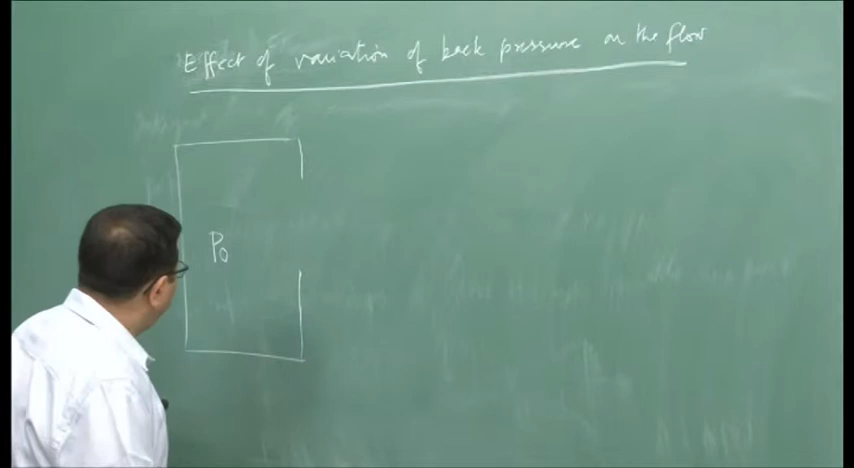 Effect of variation of back pressure on the flow
P0